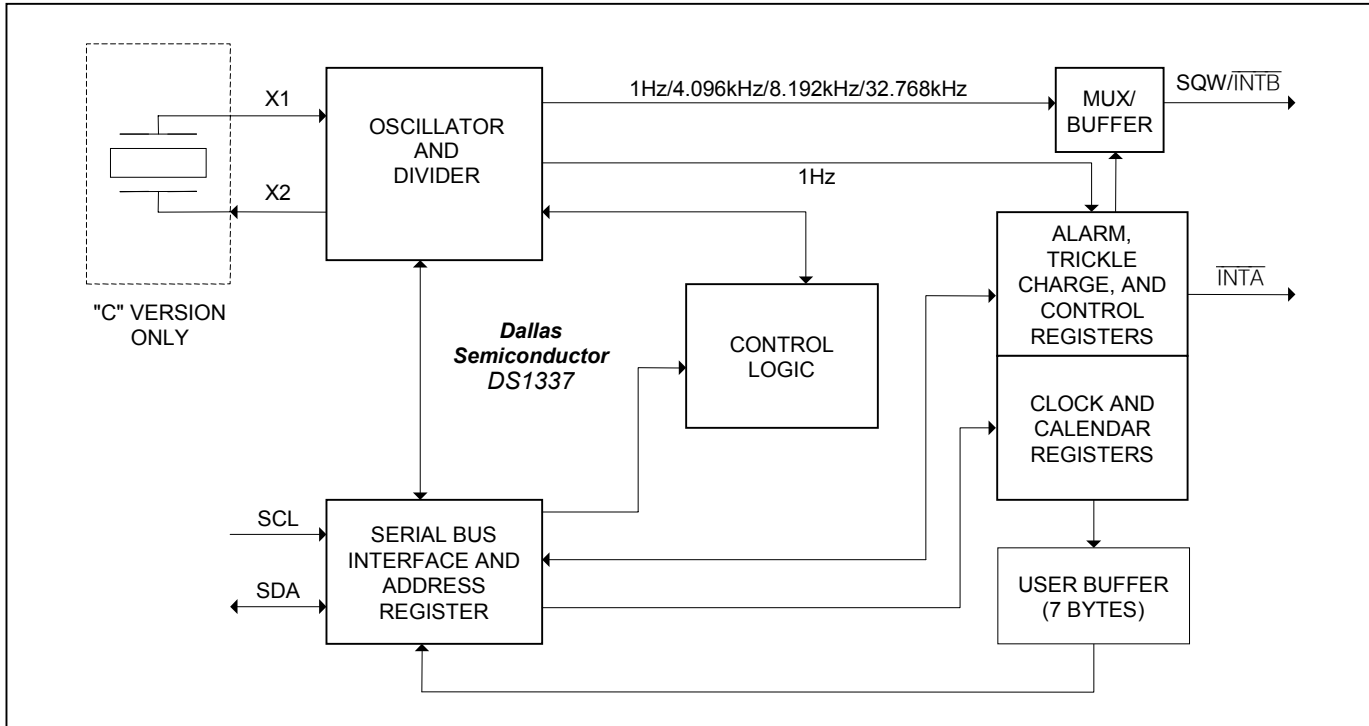 X1
X2
"C" VERSION
ONLY
OSCILLATOR
AND
DIVIDER
1Hz/4.096kHz/8.192kHz/32.768kHz
1Hz
MUX/
BUFFER
SQW/I̅N̅T̅B̅
ALARM,
TRICKLE
CHARGE, AND
CONTROL
REGISTERS
I̅N̅T̅A̅
Dallas
Semiconductor
DS1337
CONTROL
LOGIC
CLOCK AND
CALENDAR
REGISTERS
SCL
SDA
SERIAL BUS
INTERFACE AND
ADDRESS
REGISTER
USER BUFFER
(7 BYTES)